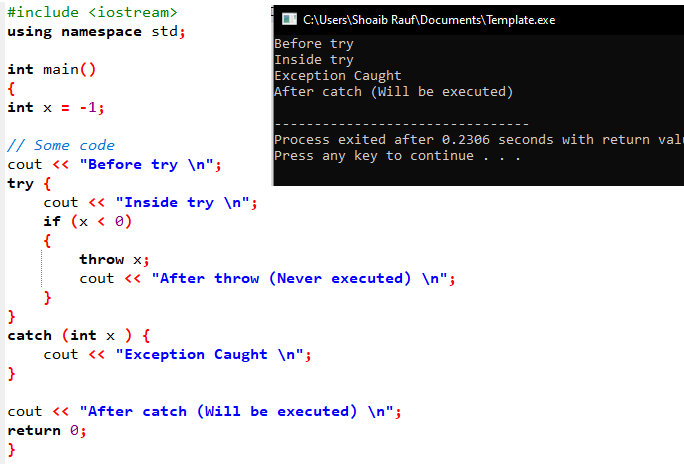 #include <iostream>
using namespace std;
int main()
{
int x = -1;
// Some code
cout << "Before try \n";
try {
cout << "Inside try \n";
if (x < 0)
{
throw x;
cout << "After throw (Never executed) \n";
}
}
catch (int x ) {
cout << "Exception Caught \n";
}
cout << "After catch (Will be executed) \n";
return 0;
}
C:\Users\Shoaib Rauf\Documents\Template.exe
Before try
Inside try
Exception Caught
After catch (Will be executed)
--------------------------------
Process exited after 0.2306 seconds with return
Press any key to continue . . .